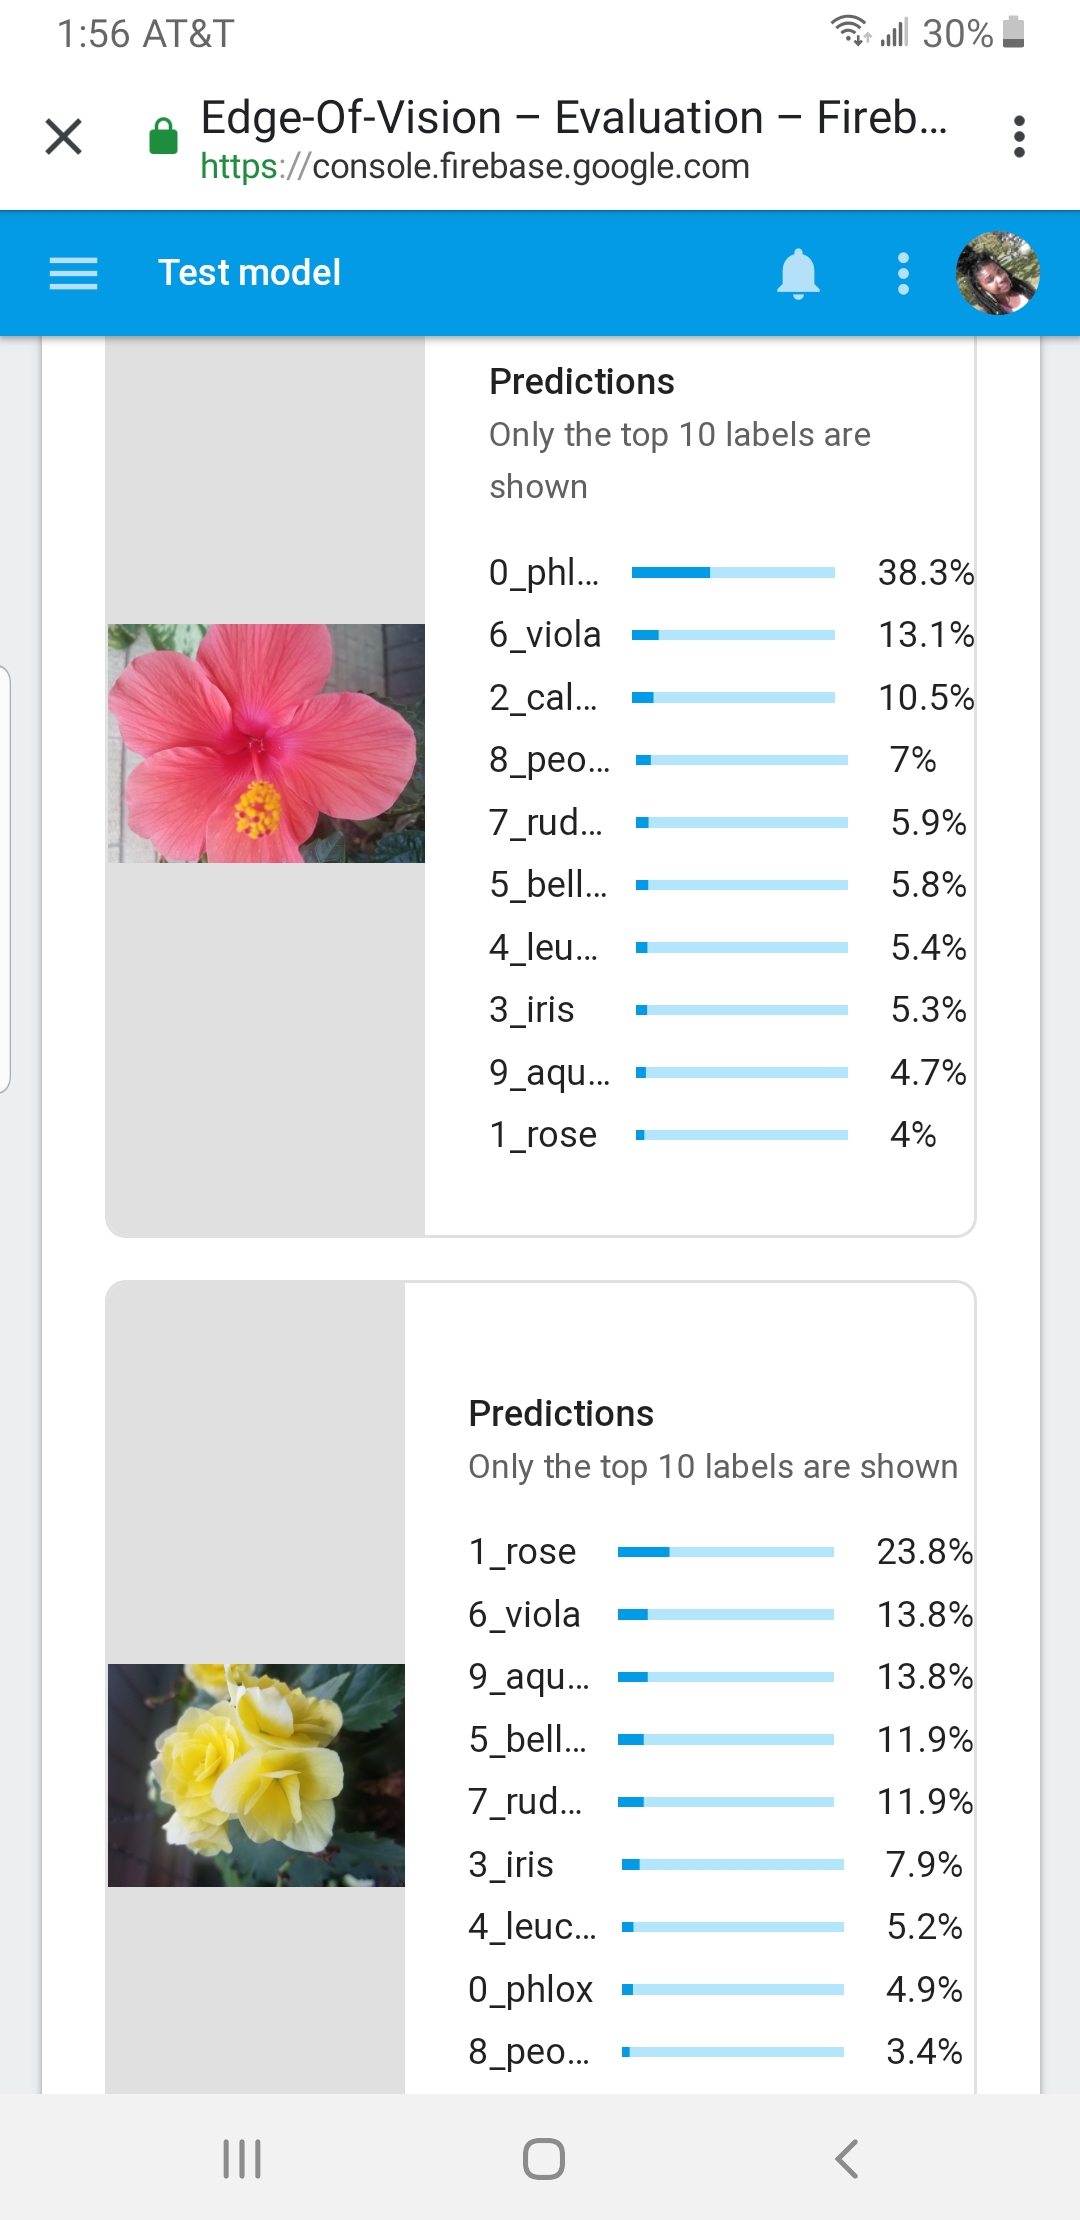 1:56 AT&T 30%
Edge-Of-Vision – Evaluation – Fireb...
https://console.firebase.google.com
Test model
Predictions
Only the top 10 labels are
shown
0_phl... 38.3%
6_viola 13.1%
2_cal... 10.5%
8_peo... 7%
7_rud... 5.9%
5_bell... 5.8%
4_leu... 5.4%
3_iris 5.3%
9_aqu... 4.7%
1_rose 4%
Predictions
Only the top 10 labels are shown
1_rose 23.8%
6_viola 13.8%
9_aqu... 13.8%
5_bell... 11.9%
7_rud... 11.9%
3_iris 7.9%
4_leuc... 5.2%
0_phlox 4.9%
8_peo... 3.4%